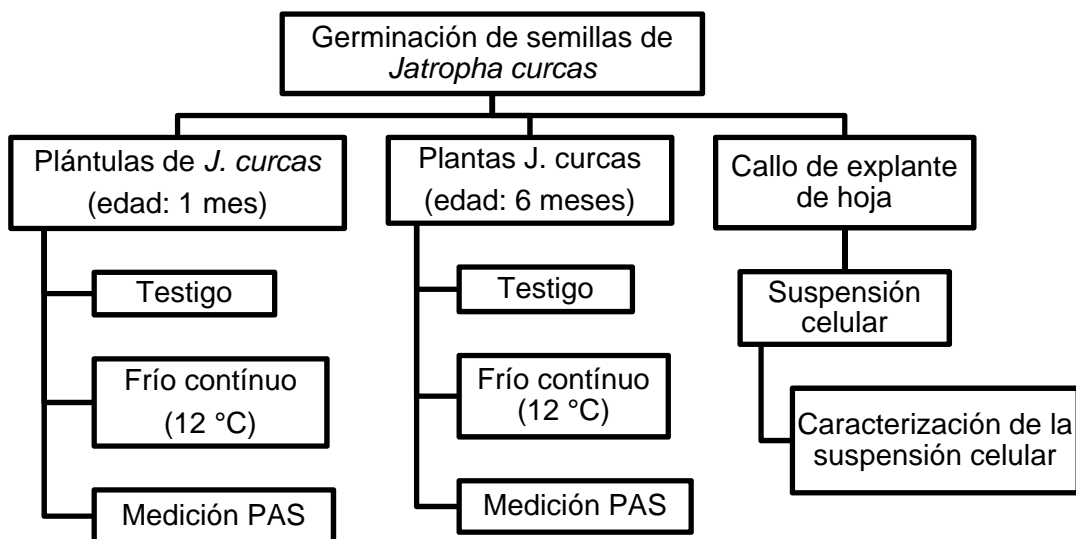 Germinación de semillas de
Jatropha curcas
Plántulas de J. curcas
(edad: 1 mes)
Testigo
Frío contínuo
(12 °C)
Medición PAS
Plantas J. curcas
(edad: 6 meses)
Testigo
Frío contínuo
(12 °C)
Medición PAS
Callo de explante
de hoja
Suspensión
celular
Caracterización de la
suspensión celular